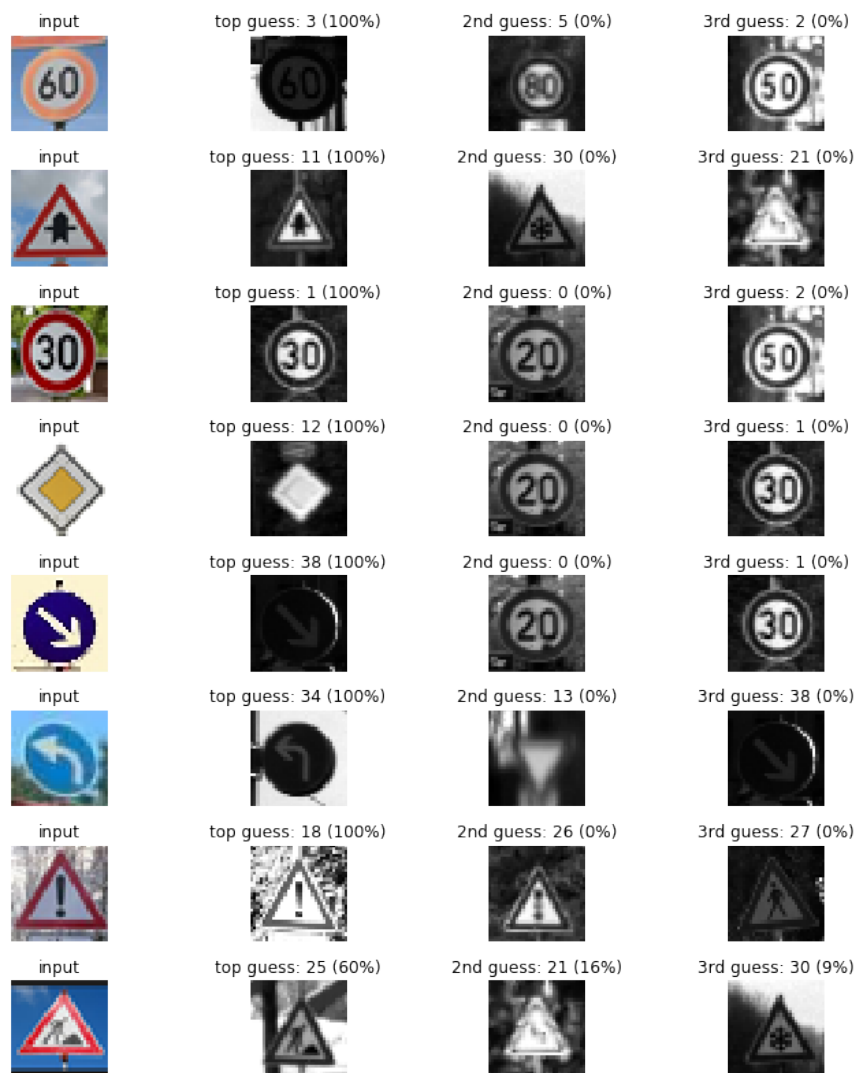 input top guess: 3 (100%) 2nd guess: 5 (0%) 3rd guess: 2 (0%)
60 60 80 50
input top guess: 11 (100%) 2nd guess: 30 (0%) 3rd guess: 21 (0%)
input top guess: 1 (100%) 2nd guess: 0 (0%) 3rd guess: 2 (0%)
30 30 20 50
input top guess: 12 (100%) 2nd guess: 0 (0%) 3rd guess: 1 (0%)
20 30
input top guess: 38 (100%) 2nd guess: 0 (0%) 3rd guess: 1 (0%)
20 30
input top guess: 34 (100%) 2nd guess: 13 (0%) 3rd guess: 38 (0%)
input top guess: 18 (100%) 2nd guess: 26 (0%) 3rd guess: 27 (0%)
! !
input top guess: 25 (60%) 2nd guess: 21 (16%) 3rd guess: 30 (9%)